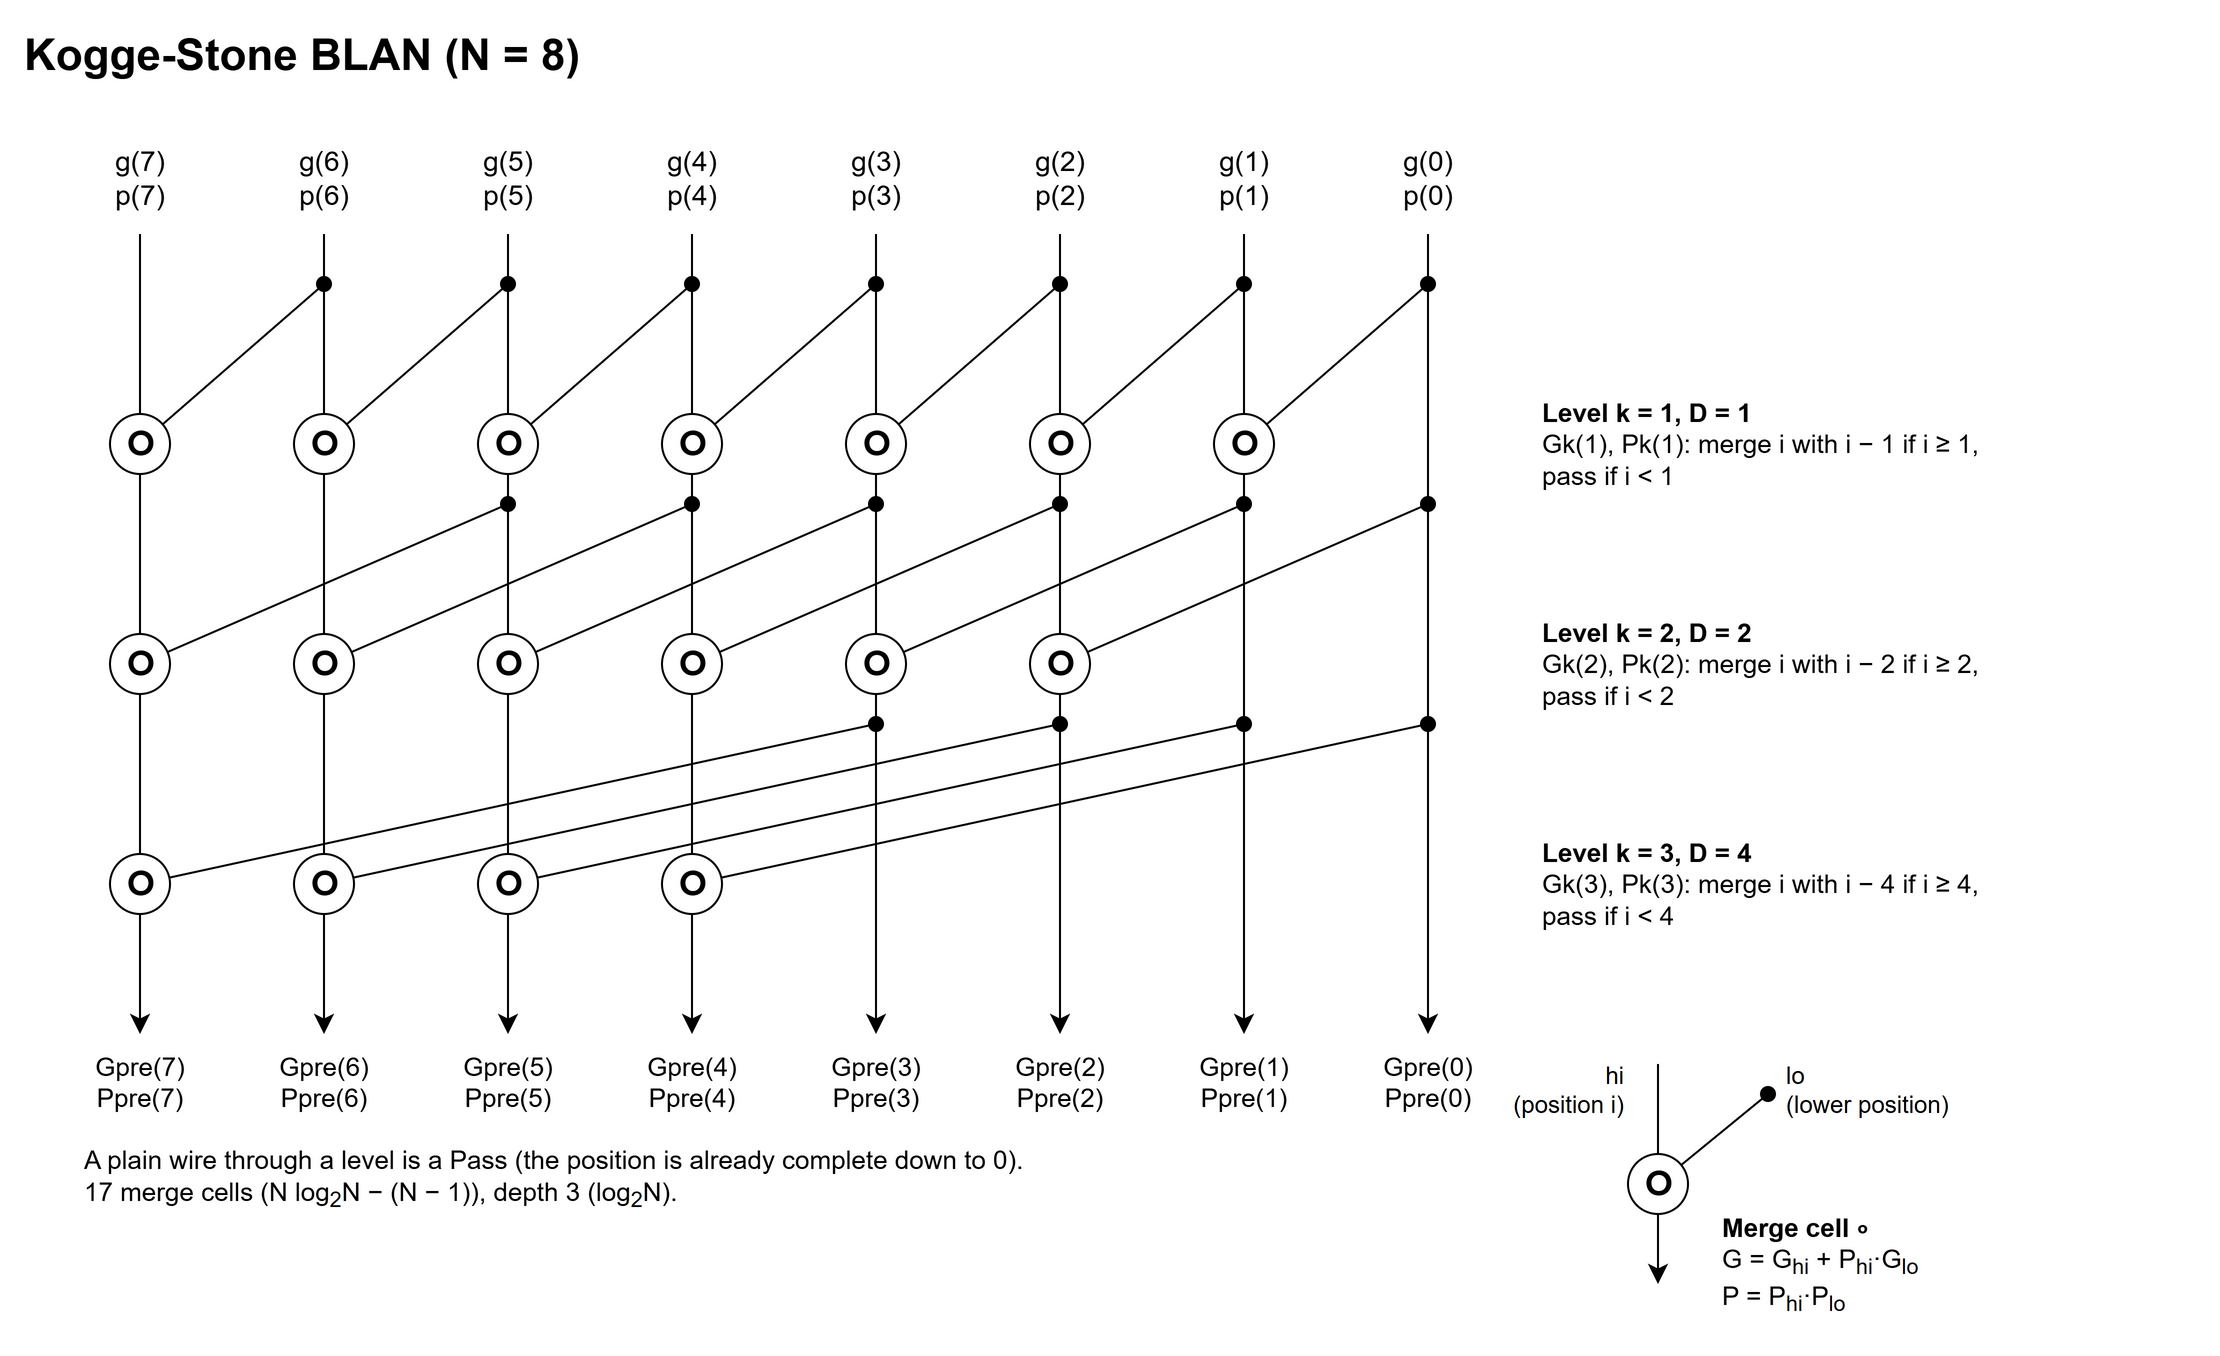 Kogge-Stone BLAN (N = 8)
g(7) g(6) g(5) g(4) g(3) g(2) g(1) g(0)
p(7) p(6) p(5) p(4) p(3) p(2) p(1) p(0)
Level k = 1, D = 1
Gk(1), Pk(1): merge i with i − 1 if i ≥ 1,
pass if i < 1
Level k = 2, D = 2
Gk(2), Pk(2): merge i with i − 2 if i ≥ 2,
pass if i < 2
Level k = 3, D = 4
Gk(3), Pk(3): merge i with i − 4 if i ≥ 4,
pass if i < 4
Gpre(7) Gpre(6) Gpre(5) Gpre(4) Gpre(3) Gpre(2) Gpre(1) Gpre(0)
Ppre(7) Ppre(6) Ppre(5) Ppre(4) Ppre(3) Ppre(2) Ppre(1) Ppre(0)
hi
(position i)
lo
(lower position)
A plain wire through a level is a Pass (the position is already complete down to 0).
17 merge cells (N log₂N − (N − 1)), depth 3 (log₂N).
Merge cell ∘
G = Ghi + Phi·Glo
P = Phi·Plo